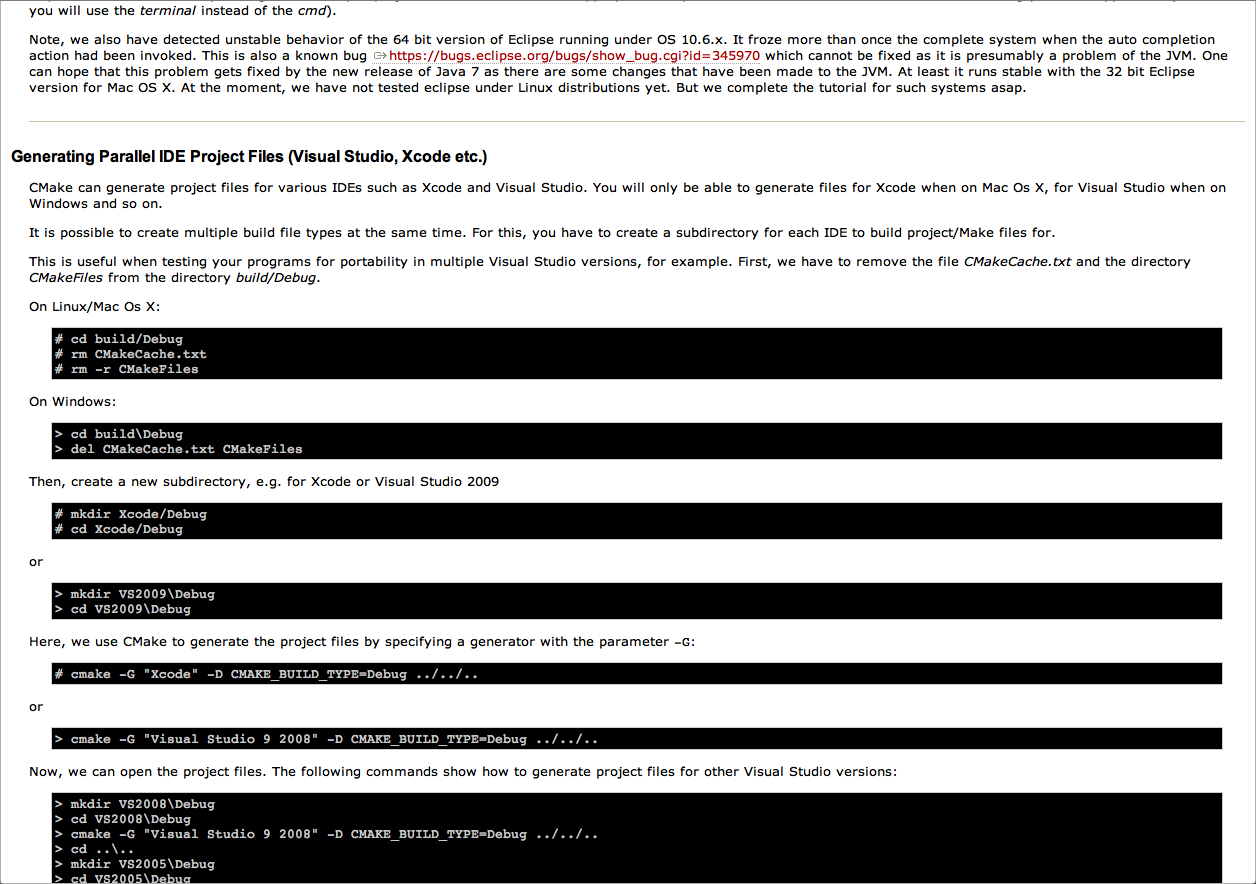 you will use the terminal instead of the cmd).
Note, we also have detected unstable behavior of the 64 bit version of Eclipse running under OS 10.6.x. It froze more than once the complete system when the auto completion
action had been invoked. This is also a known bug https://bugs.eclipse.org/bugs/show_bug.cgi?id=345970 which cannot be fixed as it is presumably a problem of the JVM. One
can hope that this problem gets fixed by the new release of Java 7 as there are some changes that have been made to the JVM. At least it runs stable with the 32 bit Eclipse
version for Mac OS X. At the moment, we have not tested eclipse under Linux distributions yet. But we complete the tutorial for such systems asap.
Generating Parallel IDE Project Files (Visual Studio, Xcode etc.)
CMake can generate project files for various IDEs such as Xcode and Visual Studio. You will only be able to generate files for Xcode when on Mac Os X, for Visual Studio when on
Windows and so on.
It is possible to create multiple build file types at the same time. For this, you have to create a subdirectory for each IDE to build project/Make files for.
This is useful when testing your programs for portability in multiple Visual Studio versions, for example. First, we have to remove the file CMakeCache.txt and the directory
CMakeFiles from the directory build/Debug.
On Linux/Mac Os X:
# cd build/Debug
# rm CMakeCache.txt
# rm -r CMakeFiles
On Windows:
> cd build\Debug
> del CMakeCache.txt CMakeFiles
Then, create a new subdirectory, e.g. for Xcode or Visual Studio 2009
# mkdir Xcode/Debug
# cd Xcode/Debug
or
> mkdir VS2009\Debug
> cd VS2009\Debug
Here, we use CMake to generate the project files by specifying a generator with the parameter -G:
# cmake -G "Xcode" -D CMAKE_BUILD_TYPE=Debug ../../..
or
> cmake -G "Visual Studio 9 2008" -D CMAKE_BUILD_TYPE=Debug ../../..
Now, we can open the project files. The following commands show how to generate project files for other Visual Studio versions:
> mkdir VS2008\Debug
> cd VS2008\Debug
> cmake -G "Visual Studio 9 2008" -D CMAKE_BUILD_TYPE=Debug ../../..
> cd ..\..
> mkdir VS2005\Debug
> cd VS2005\Debug